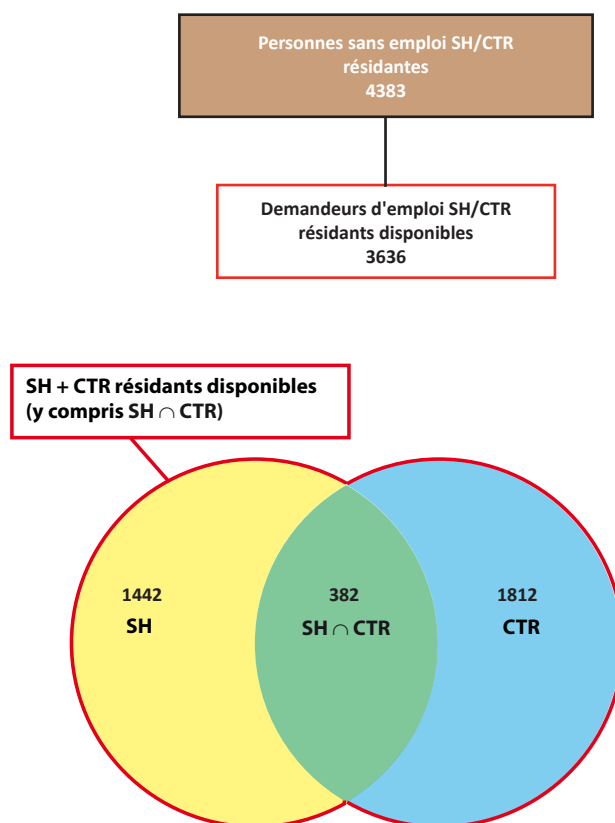 Personnes sans emploi SH/CTR
résidantes
4383
Demandeurs d'emploi SH/CTR
résidants disponibles
3636
SH + CTR résidants disponibles
(y compris SH ∩ CTR)
1442
SH
382
SH ∩ CTR
1812
CTR